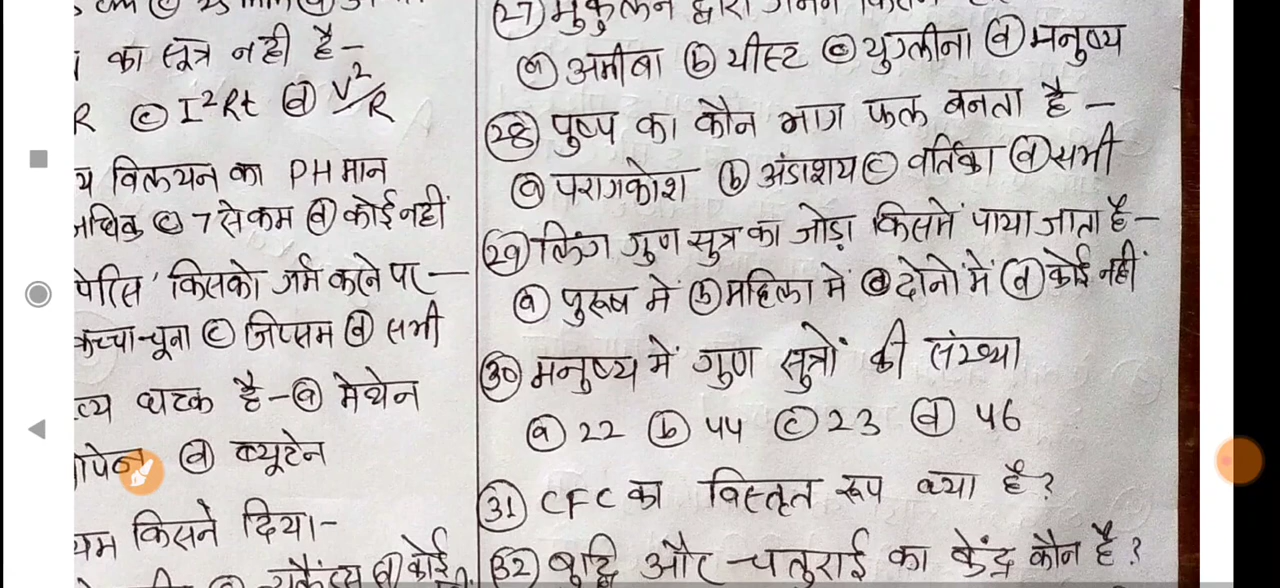 का सूत्र नही है-
R ⓒ I²Rt ⓓ V²/R
य विलयन का PH मान
ⓒ 7 से कम ⓓ कोई नहीं
किसको गर्म करने पर-
कच्चा चूना ⓒ जिप्सम ⓓ सभी
घटक है-ⓐ मेथेन
ⓓ ब्यूटेन
किसने दिया।-
ⓓ कोई
(27) मुकुलन द्वारा
ⓐ अमीबा ⓑ यीस्ट ⓒ युग्लीना ⓓ मनुष्य
(28) पुष्प का कौन भाग फल बनता है-
ⓐ परागकोश ⓑ अंडाशय ⓒ वर्तिका ⓓ सभी
(29) लिंग गुण सुत्र का जोड़ा किसमें पाया जाता है-
ⓐ पुरूष में ⓑ महिला में ⓒ दोनो में ⓓ कोई नहीं
(30) मनुष्य में गुण सुत्रों की संख्या
ⓐ 22 ⓑ 44 ⓒ 23 ⓓ 46
(31) CFC का विस्तृत रूप क्या है?
(32) बुद्धि और चतुराई का केंद्र कौन है?